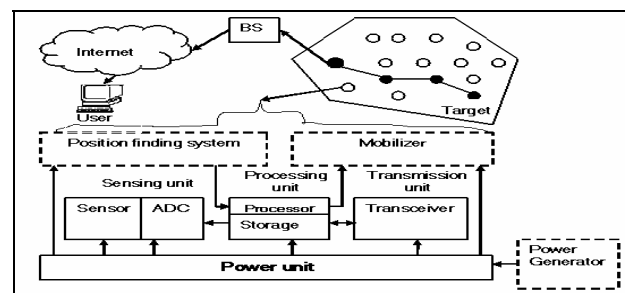 BS
Internet
User
Target
Position finding system
Mobilizer
Sensing unit
Processing
unit
Transmission
unit
Sensor
ADC
Processor
Storage
Transceiver
Power unit
Power
Generator